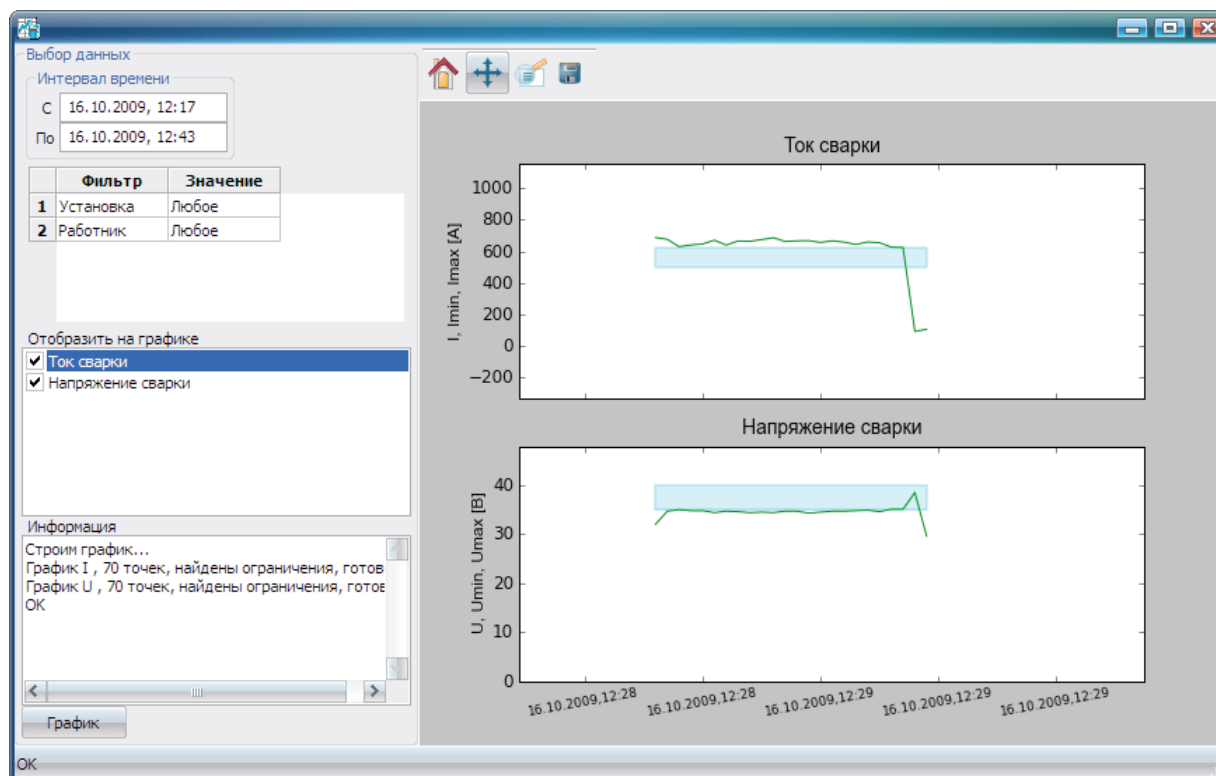 Выбор данных
Интервал времени
С 16.10.2009, 12:17
По 16.10.2009, 12:43
Фильтр Значение
1 Установка Любое
2 Работник Любое
Отобразить на графике
Ток сварки
Напряжение сварки
Информация
Строим график...
График I , 70 точек, найдены ограничения, готов
График U , 70 точек, найдены ограничения, готов
OK
График
OK
Ток сварки
I, Imin, Imax [A]
1000
800
600
400
200
0
−200
Напряжение сварки
U, Umin, Umax [B]
40
30
20
10
0
16.10.2009,12:28 16.10.2009,12:28 16.10.2009,12:29 16.10.2009,12:29 16.10.2009,12:29